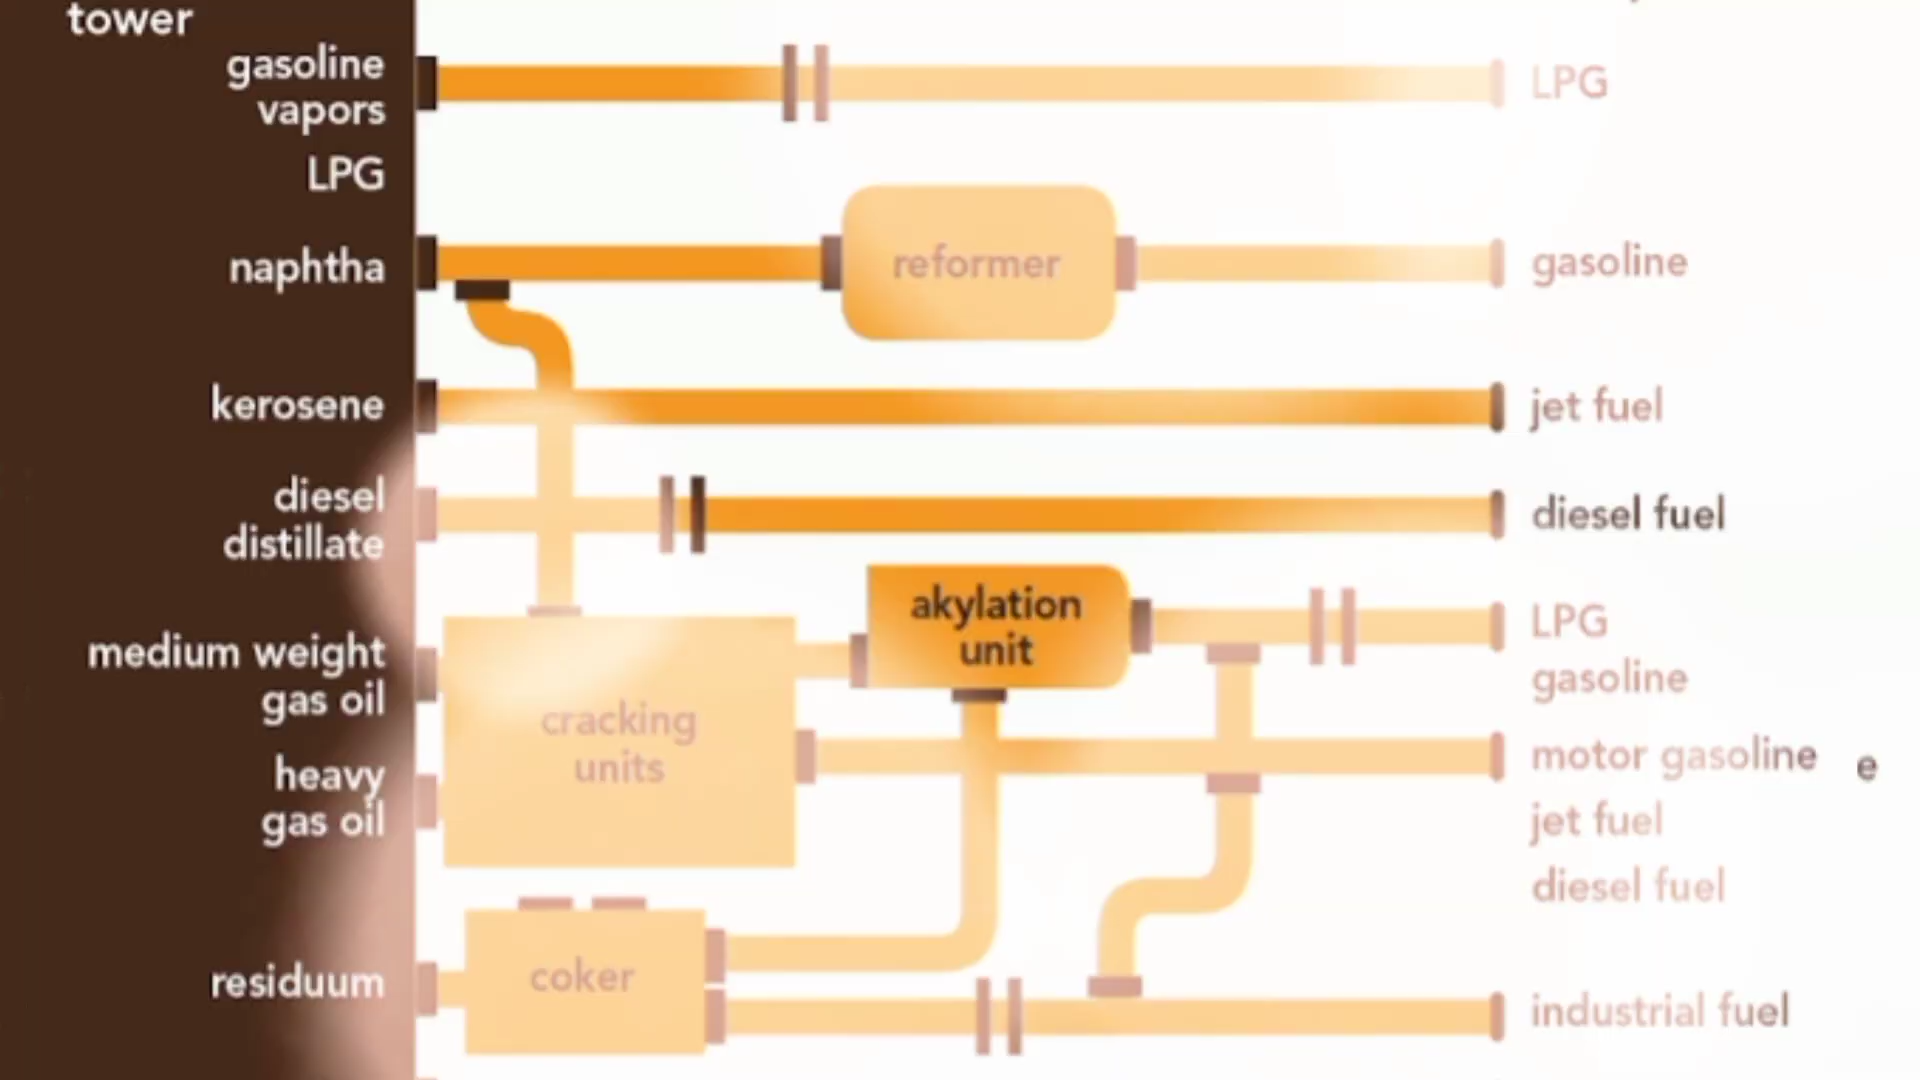 tower
gasoline
vapors
LPG
LPG
naphtha
reformer
gasoline
kerosene
jet fuel
diesel
distillate
diesel fuel
akylation
unit
LPG
gasoline
medium weight
gas oil
cracking
units
motor gasoline
e
heavy
gas oil
jet fuel
diesel fuel
residuum
coker
industrial fuel